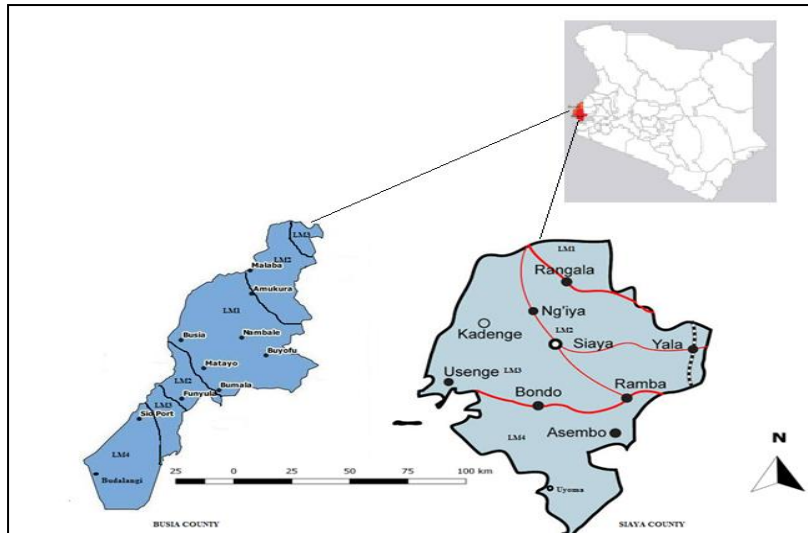 LM3
LM2
Malaba
Amukura
LM1
Busia
Nambale
Buyofu
Matayo
LM2
Bumala
Funyula
LM3
Sio Port
LM4
Budalangi
25 0 25 50 100 km
BUSIA COUNTY
LM1
Rangala
Ng'iya
LM2
Kadenge
Siaya
Yala
LM3
Usenge
Bondo
Ramba
Asembo
LM4
Uyoma
N
SIAYA COUNTY